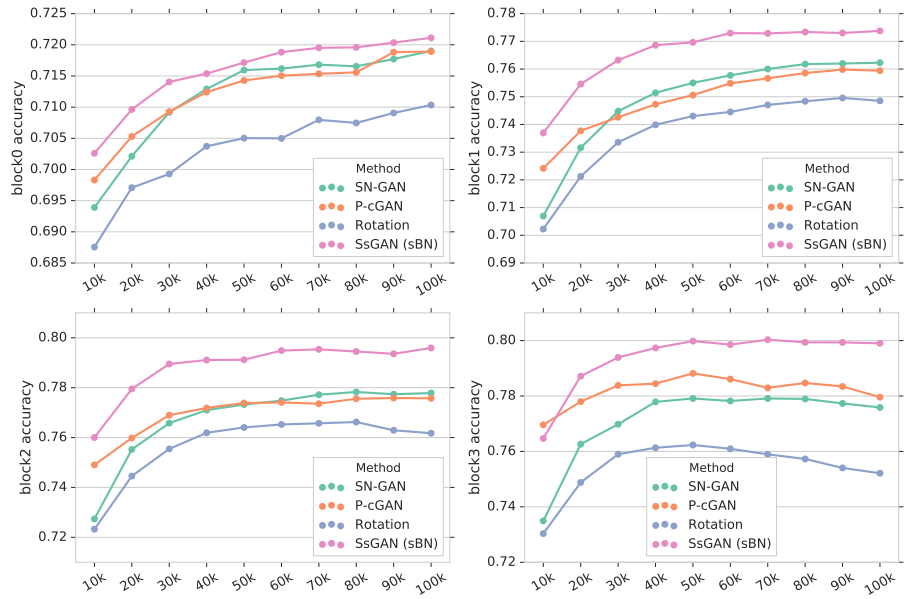 block0 accuracy
0.725
0.720
0.715
0.710
0.705
0.700
0.695
0.690
0.685
10k 20k 30k 40k 50k 60k 70k 80k 90k 100k
Method
SN-GAN
P-cGAN
Rotation
SsGAN (sBN)
block1 accuracy
0.78
0.77
0.76
0.75
0.74
0.73
0.72
0.71
0.70
0.69
10k 20k 30k 40k 50k 60k 70k 80k 90k 100k
Method
SN-GAN
P-cGAN
Rotation
SsGAN (sBN)
block2 accuracy
0.80
0.78
0.76
0.74
0.72
10k 20k 30k 40k 50k 60k 70k 80k 90k 100k
Method
SN-GAN
P-cGAN
Rotation
SsGAN (sBN)
block3 accuracy
0.80
0.78
0.76
0.74
0.72
10k 20k 30k 40k 50k 60k 70k 80k 90k 100k
Method
SN-GAN
P-cGAN
Rotation
SsGAN (sBN)